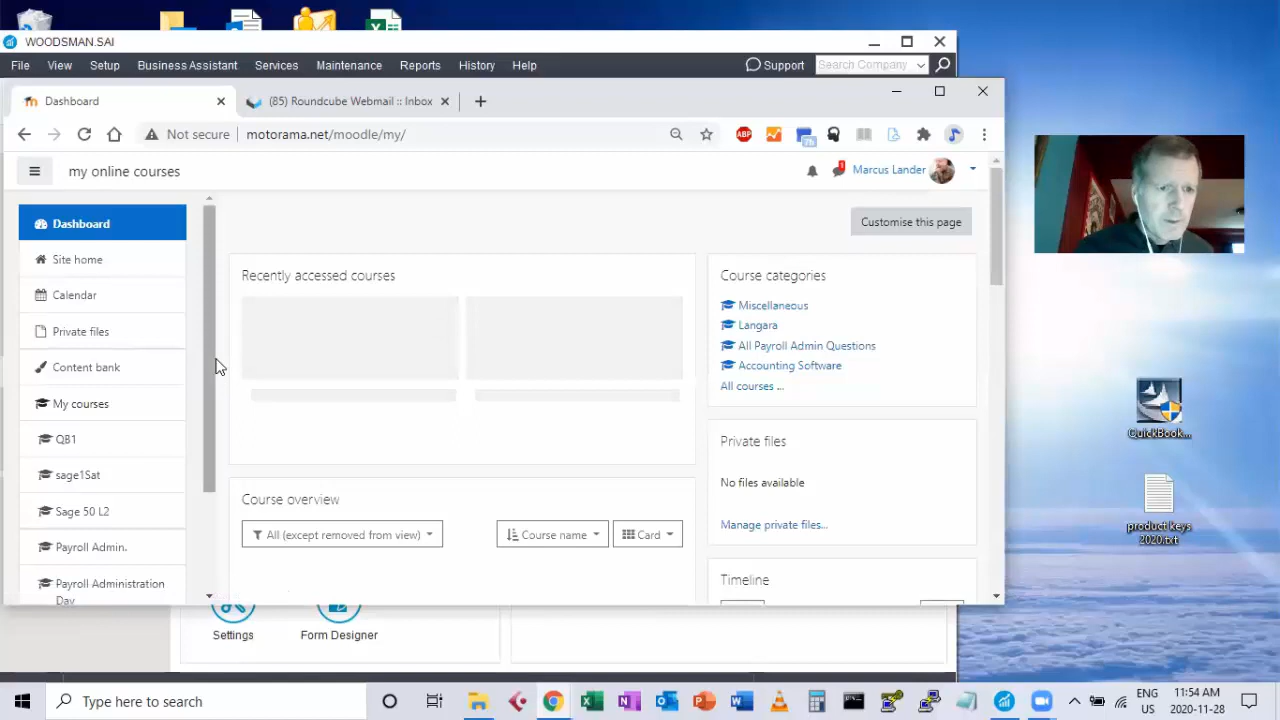 WOODSMAN.SAI
File View Setup Business Assistant Services Maintenance Reports History Help Support Search Company
Dashboard (85) Roundcube Webmail :: Inbox
Not secure motorama.net/moodle/my/ ABP
my online courses 1 Marcus Lander
Dashboard
Customise this page
Site home
Recently accessed courses
Course categories
Calendar
Miscellaneous
Langara
Private files
All Payroll Admin Questions
Content bank
Accounting Software
All courses ...
My courses
QB1
Private files
sage1Sat
No files available
Course overview
Sage 50 L2
Manage private files...
All (except removed from view) Course name Card
Payroll Admin.
Payroll Administration
Day
Timeline
Settings Form Designer
QuickBook...
product keys
2020.txt
Type here to search
ENG
US
11:54 AM
2020-11-28